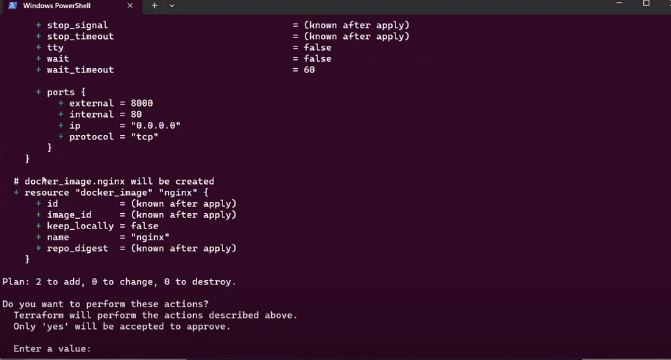 Windows PowerShell
+ stop_signal = (known after apply)
+ stop_timeout = (known after apply)
+ tty = false
+ wait = false
+ wait_timeout = 60
+ ports {
+ external = 8000
+ internal = 80
+ ip = "0.0.0.0"
+ protocol = "tcp"
}
}
# docker_image.nginx will be created
+ resource "docker_image" "nginx" {
+ id = (known after apply)
+ image_id = (known after apply)
+ keep_locally = false
+ name = "nginx"
+ repo_digest = (known after apply)
}
Plan: 2 to add, 0 to change, 0 to destroy.
Do you want to perform these actions?
Terraform will perform the actions described above.
Only 'yes' will be accepted to approve.
Enter a value: